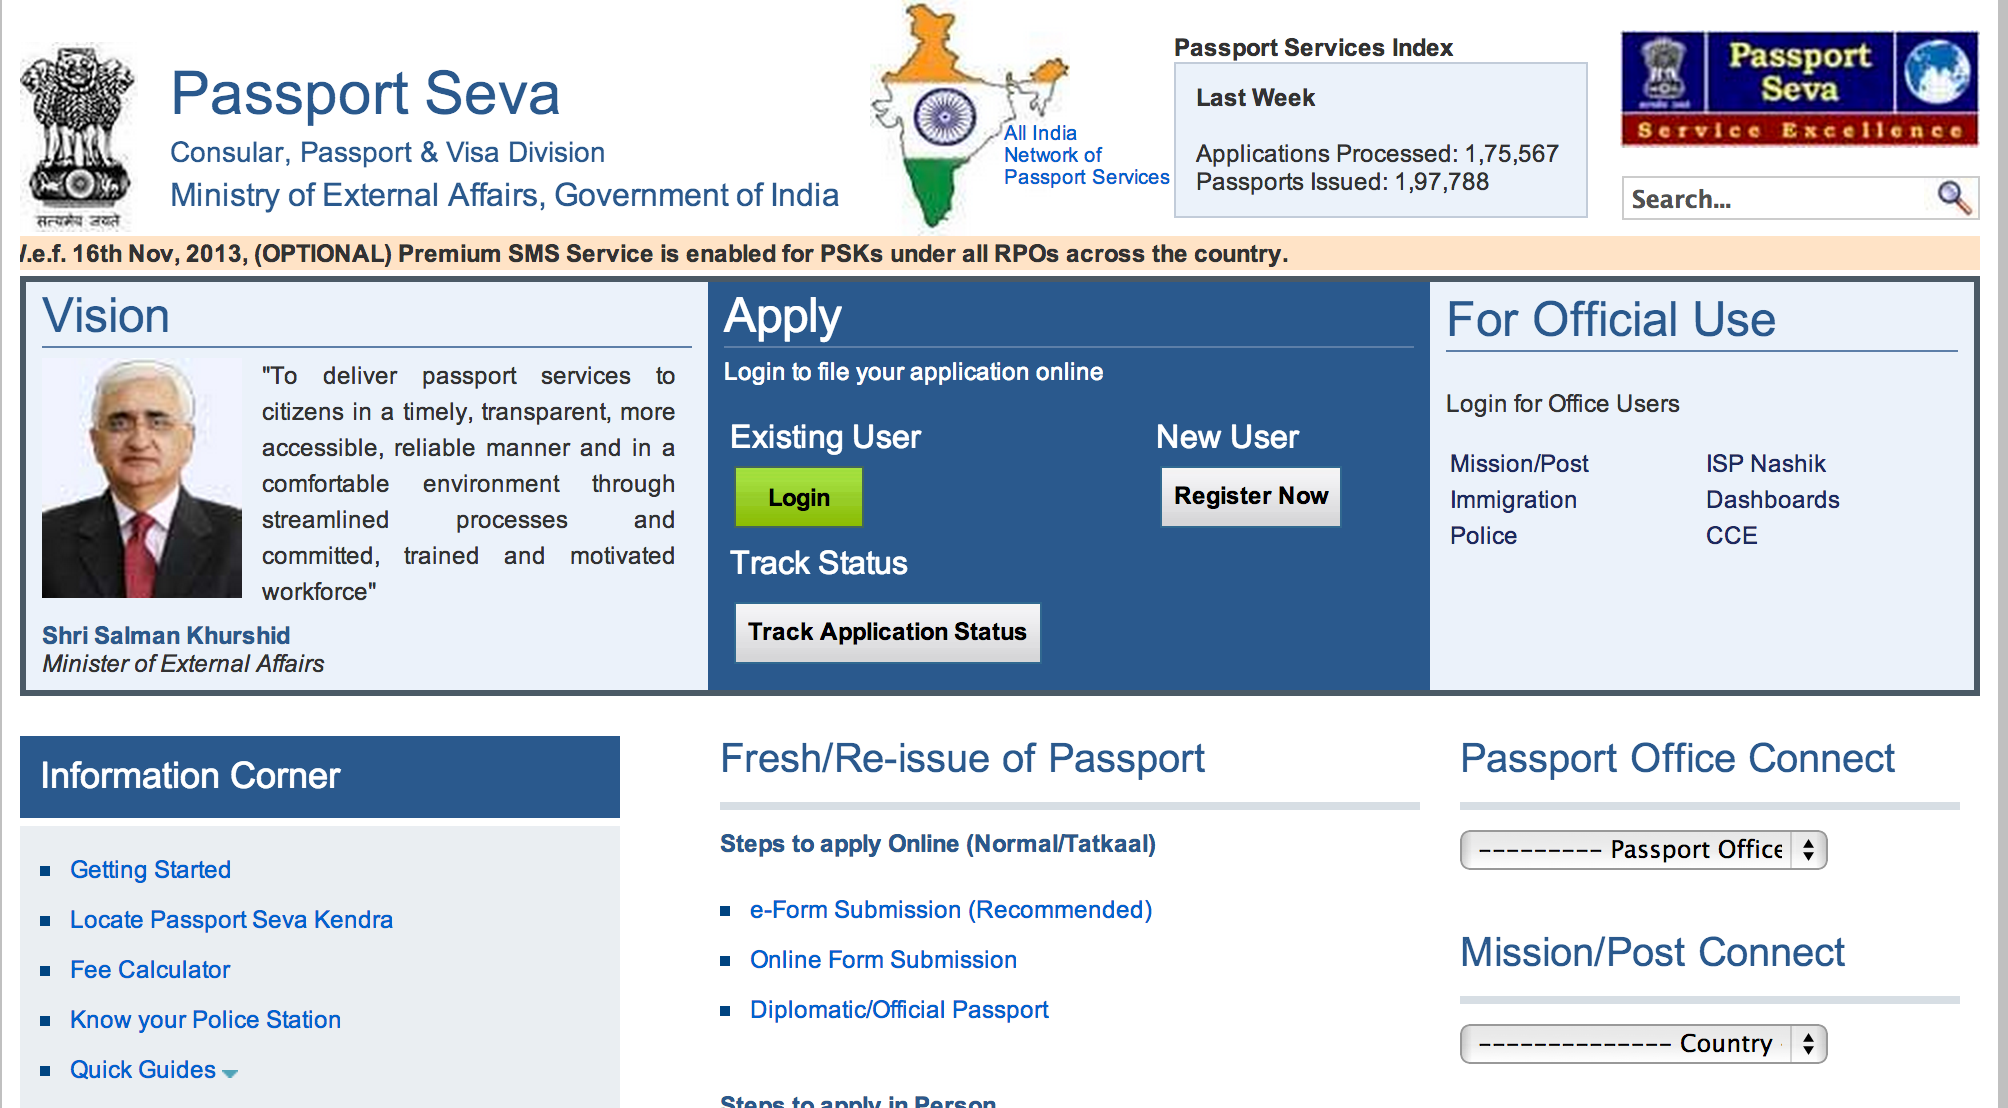 सत्यमेव जयते
Passport Seva
Consular, Passport & Visa Division
Ministry of External Affairs, Government of India
All India
Network of
Passport Services
Passport Services Index
Last Week
Applications Processed: 1,75,567
Passports Issued: 1,97,788
Passport
Seva
Service Excellence
Search...
.e.f. 16th Nov, 2013, (OPTIONAL) Premium SMS Service is enabled for PSKs under all RPOs across the country.
Vision
"To deliver passport services to
citizens in a timely, transparent, more
accessible, reliable manner and in a
comfortable environment through
streamlined processes and
committed, trained and motivated
workforce"
Shri Salman Khurshid
Minister of External Affairs
Apply
Login to file your application online
Existing User
New User
Login
Register Now
Track Status
Track Application Status
For Official Use
Login for Office Users
Mission/Post
ISP Nashik
Immigration
Dashboards
Police
CCE
Information Corner
Getting Started
Locate Passport Seva Kendra
Fee Calculator
Know your Police Station
Quick Guides
Fresh/Re-issue of Passport
Steps to apply Online (Normal/Tatkaal)
e-Form Submission (Recommended)
Online Form Submission
Diplomatic/Official Passport
Steps to apply in Person
Passport Office Connect
--------- Passport Office
Mission/Post Connect
-------------- Country